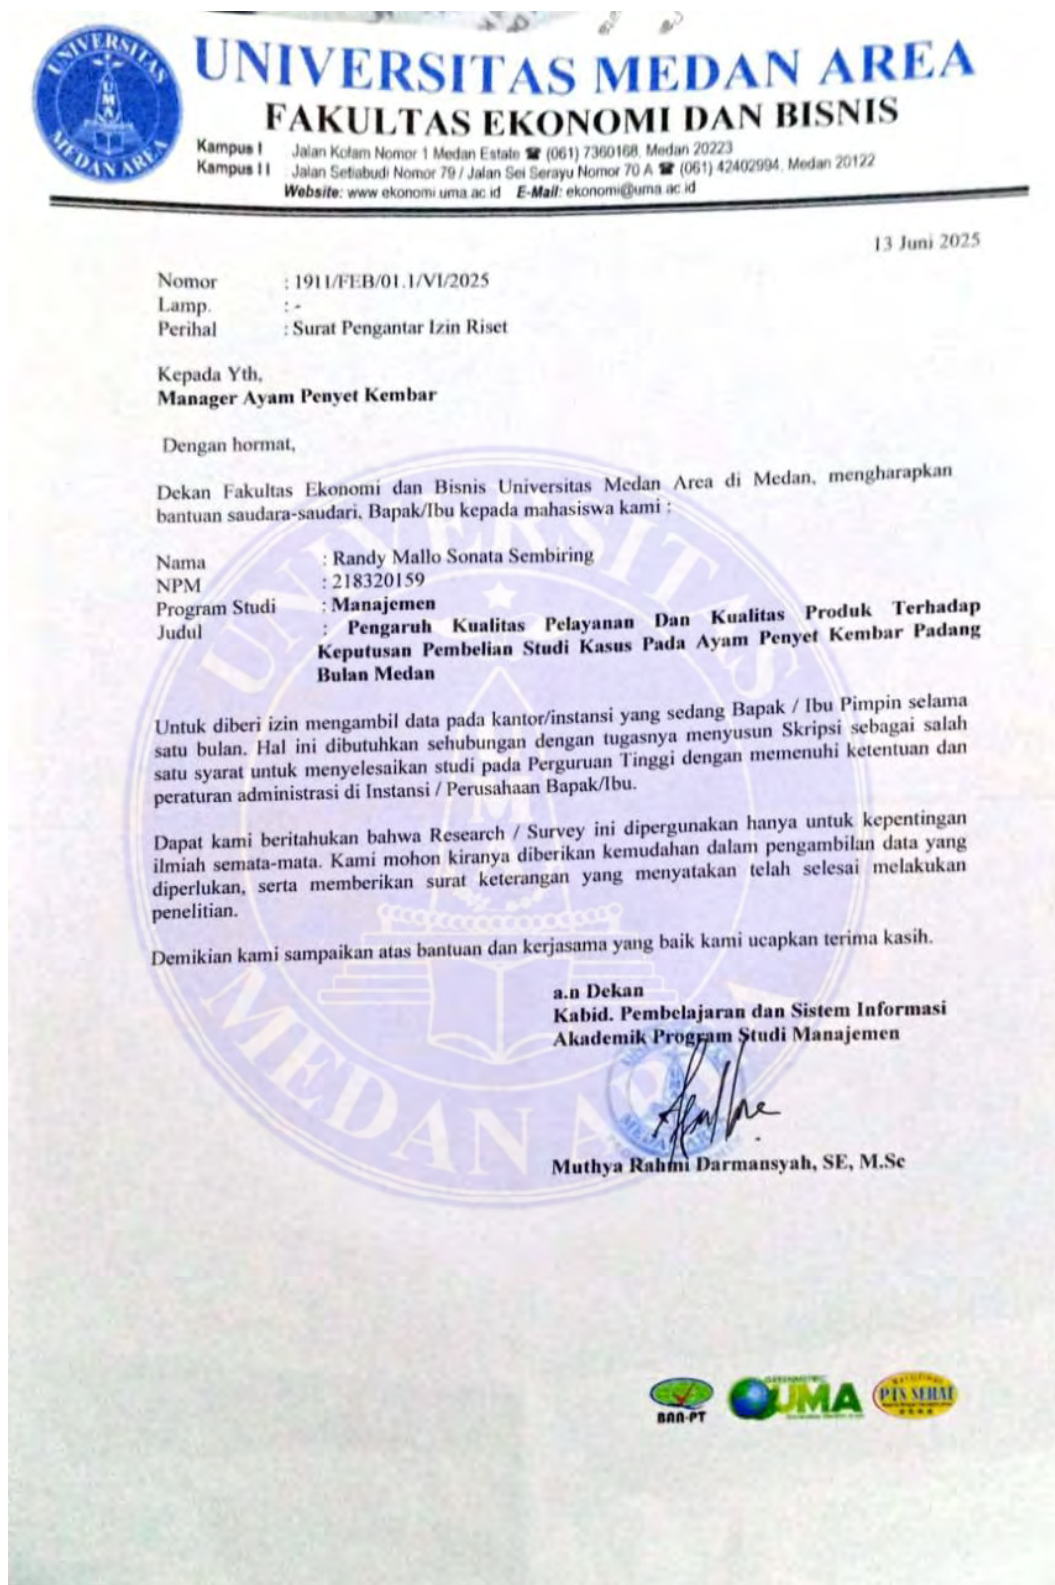 UNIVERSITAS MEDAN AREA
UNIVERSITAS MEDAN AREA
FAKULTAS EKONOMI DAN BISNIS
Kampus I : Jalan Kolam Nomor 1 Medan Estate ☎ (061) 7360168, Medan 20223
Kampus II : Jalan Setiabudi Nomor 79 / Jalan Sei Serayu Nomor 70 A ☎ (061) 42402994, Medan 20122
Website: www.ekonomi.uma.ac.id E-Mail: ekonomi@uma.ac.id
13 Juni 2025
Nomor : 1911/FEB/01.1/VI/2025
Lamp. : -
Perihal : Surat Pengantar Izin Riset
Kepada Yth,
Manager Ayam Penyet Kembar
Dengan hormat,
Dekan Fakultas Ekonomi dan Bisnis Universitas Medan Area di Medan, mengharapkan
bantuan saudara-saudari, Bapak/Ibu kepada mahasiswa kami :
Nama : Randy Mallo Sonata Sembiring
NPM : 218320159
Program Studi : Manajemen
Judul : Pengaruh Kualitas Pelayanan Dan Kualitas Produk Terhadap
Keputusan Pembelian Studi Kasus Pada Ayam Penyet Kembar Padang
Bulan Medan
Untuk diberi izin mengambil data pada kantor/instansi yang sedang Bapak / Ibu Pimpin selama
satu bulan. Hal ini dibutuhkan sehubungan dengan tugasnya menyusun Skripsi sebagai salah
satu syarat untuk menyelesaikan studi pada Perguruan Tinggi dengan memenuhi ketentuan dan
peraturan administrasi di Instansi / Perusahaan Bapak/Ibu.
Dapat kami beritahukan bahwa Research / Survey ini dipergunakan hanya untuk kepentingan
ilmiah semata-mata. Kami mohon kiranya diberikan kemudahan dalam pengambilan data yang
diperlukan, serta memberikan surat keterangan yang menyatakan telah selesai melakukan
penelitian.
Demikian kami sampaikan atas bantuan dan kerjasama yang baik kami ucapkan terima kasih.
a.n Dekan
Kabid. Pembelajaran dan Sistem Informasi
Akademik Program Studi Manajemen
Muthya Rahmi Darmansyah, SE, M.Sc
BAN-PT
UMA
PTS SEHAT